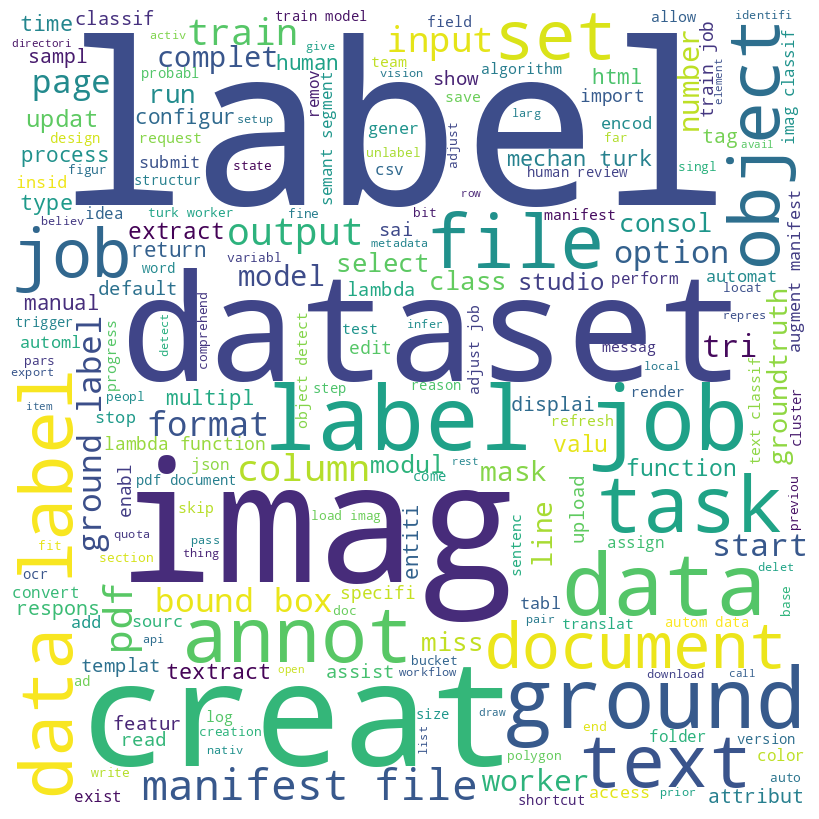 time
classif
train model
field
allow
identifi
directori
activ
give
team
sampl
train
complet
input
set
label
human
vision
algorithm
show
html
number
train job
element
imag classif
object
page
probabl
run
remov
save
import
updat
configur
setup
semant segment
gener
adjust
larg
encod
tag
avail
design
request
csv
unlabel
far
mechan turk
process
figur
submit
state
human review
singl
insid
structur
type
idea
turk worker
fine
bit
row
manifest
believ
extract
output
sai
file
consol
job
return
metadata
option
augment manifest
word
variabl
model
select
class
studio
perform
automat
manual
default
lambda
locat
trigger
comprehend
dataset
test
infer
messag
repres
automl
progress
detect
object detect
edit
adjust job
local
tri
groundtruth
pars
export
ground label
reason
render
item
peopl
multipl
step
label job
displai
text classif
cluster
data label
stop
format
refresh
lambda function
valu
json
column
modul
mask
function
enabl
pdf document
come
rest
skip
load imag
imag
line
upload
task
previou
quota
entiti
sentenc
assign
start
fit
section
pass
ocr
thing
data
delet
convert
pdf
bound box
specifi
tabl
base
respons
add
sourc
doc
annot
miss
pair
translat
autom data
api
document
templat
textract
assist
bucket
workflow
download
call
ad
open
creat
ground
featur
log
size
draw
creation
read
nativ
list
polygon
end
folder
version
color
write
text
auto
exist
manifest file
worker
shortcut
access
prior
attribut